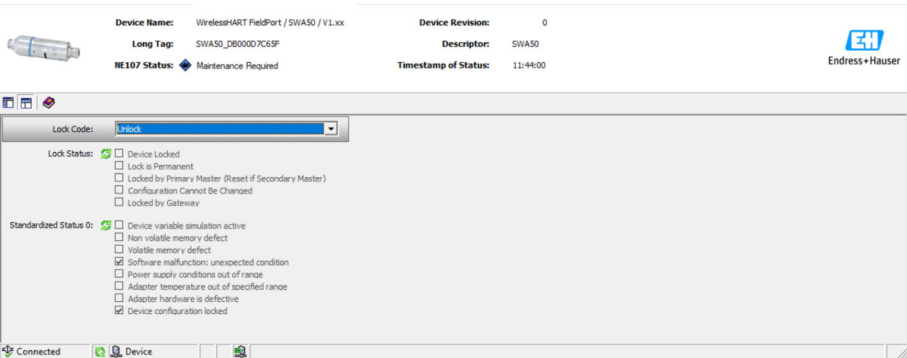 Device Name: WirelessHART FieldPort / SWA50 / V1.xx Device Revision: 0
Long Tag: SWA50_DB000D7C65F Descriptor: SWA50
NE107 Status: Maintenance Required Timestamp of Status: 11:44:00
EH
Endress+Hauser
Lock Code: Unlock
Lock Status: Device Locked
Lock is Permanent
Locked by Primary Master (Reset if Secondary Master)
Configuration Cannot Be Changed
Locked by Gateway
Standardized Status 0: Device variable simulation active
Non volatile memory defect
Volatile memory defect
Software malfunction: unexpected condition
Power supply conditions out of range
Adapter temperature out of specified range
Adapter hardware is defective
Device configuration locked
Connected Device